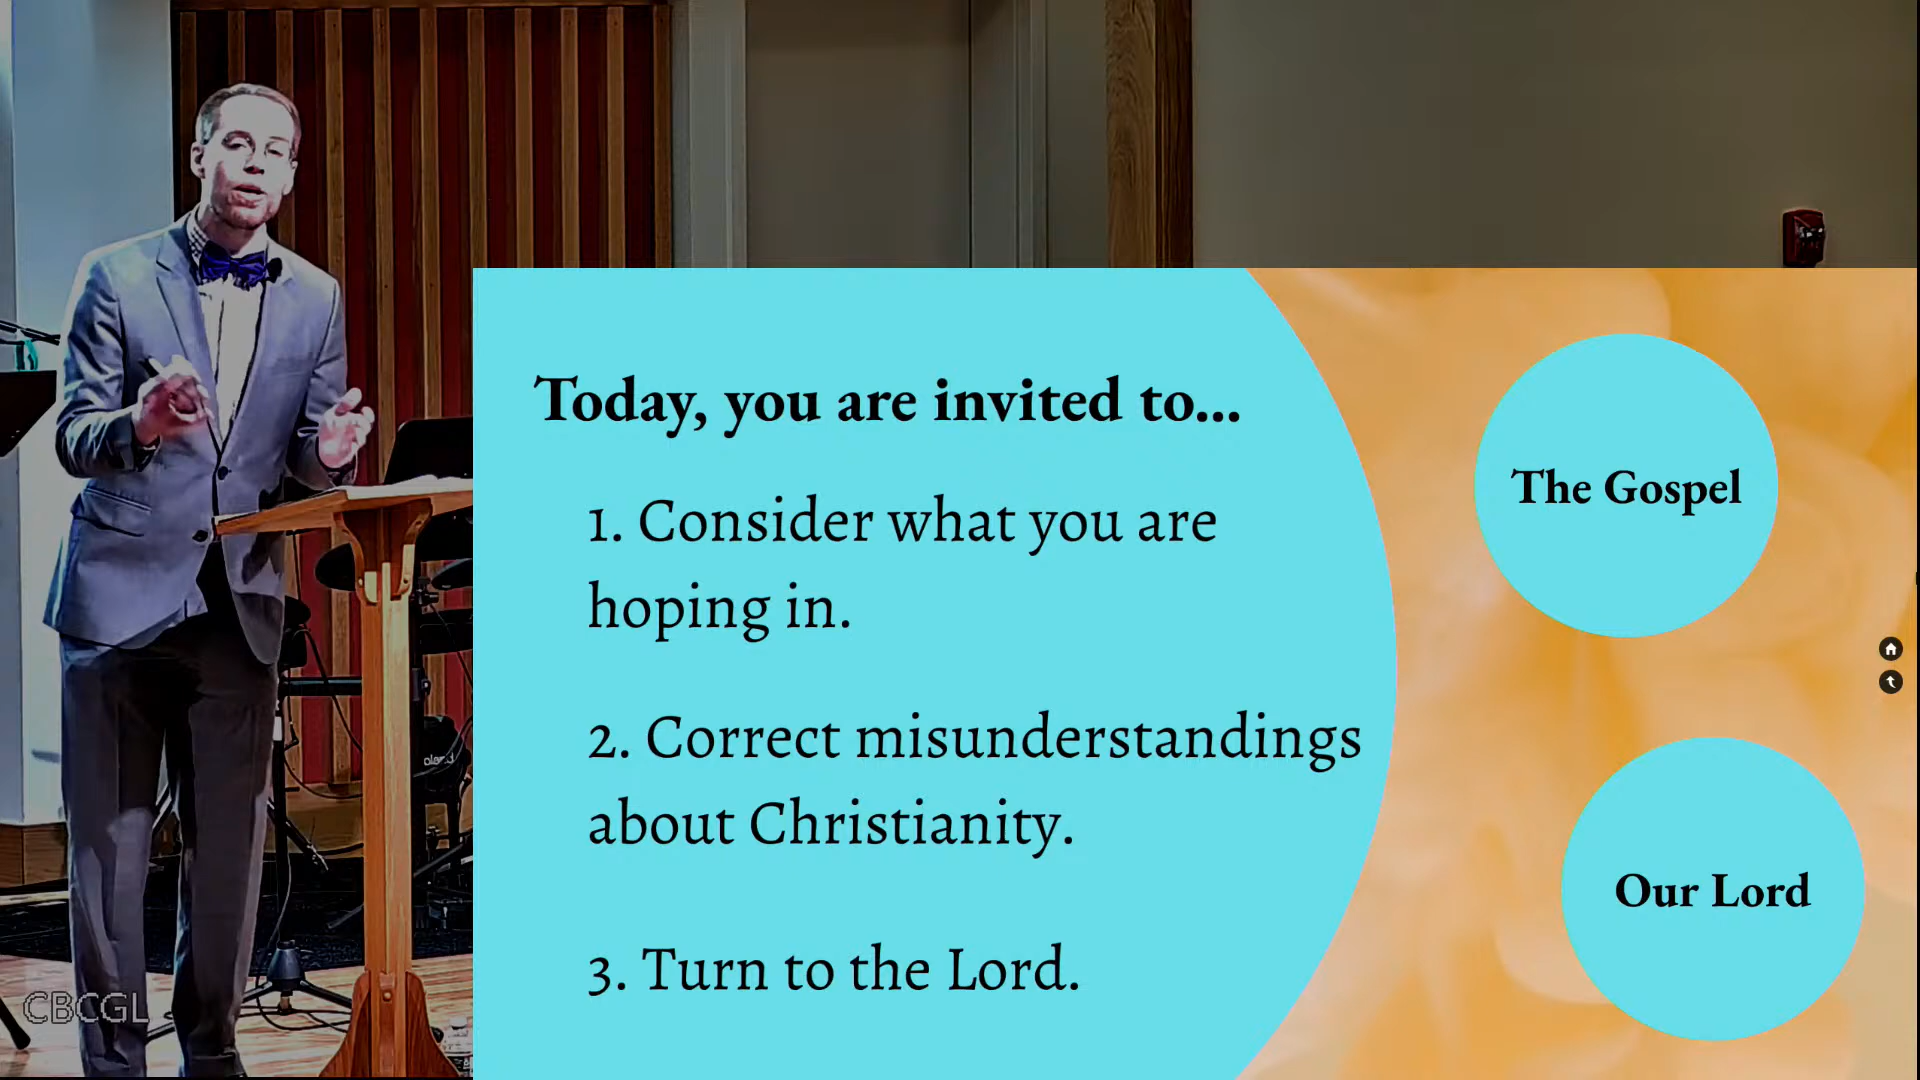 Today, you are invited to...
1. Consider what you are
hoping in.
2. Correct misunderstandings
about Christianity.
3. Turn to the Lord.
The Gospel
Our Lord
CBCGL